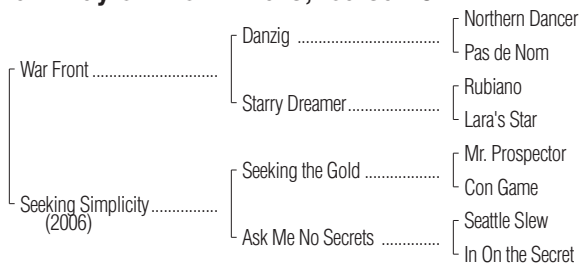 Northern Dancer
Danzig
Pas de Nom
War Front
Rubiano
Starry Dreamer
Lara's Star
Mr. Prospector
Seeking the Gold
Con Game
Seeking Simplicity
(2006)
Seattle Slew
Ask Me No Secrets
In On the Secret